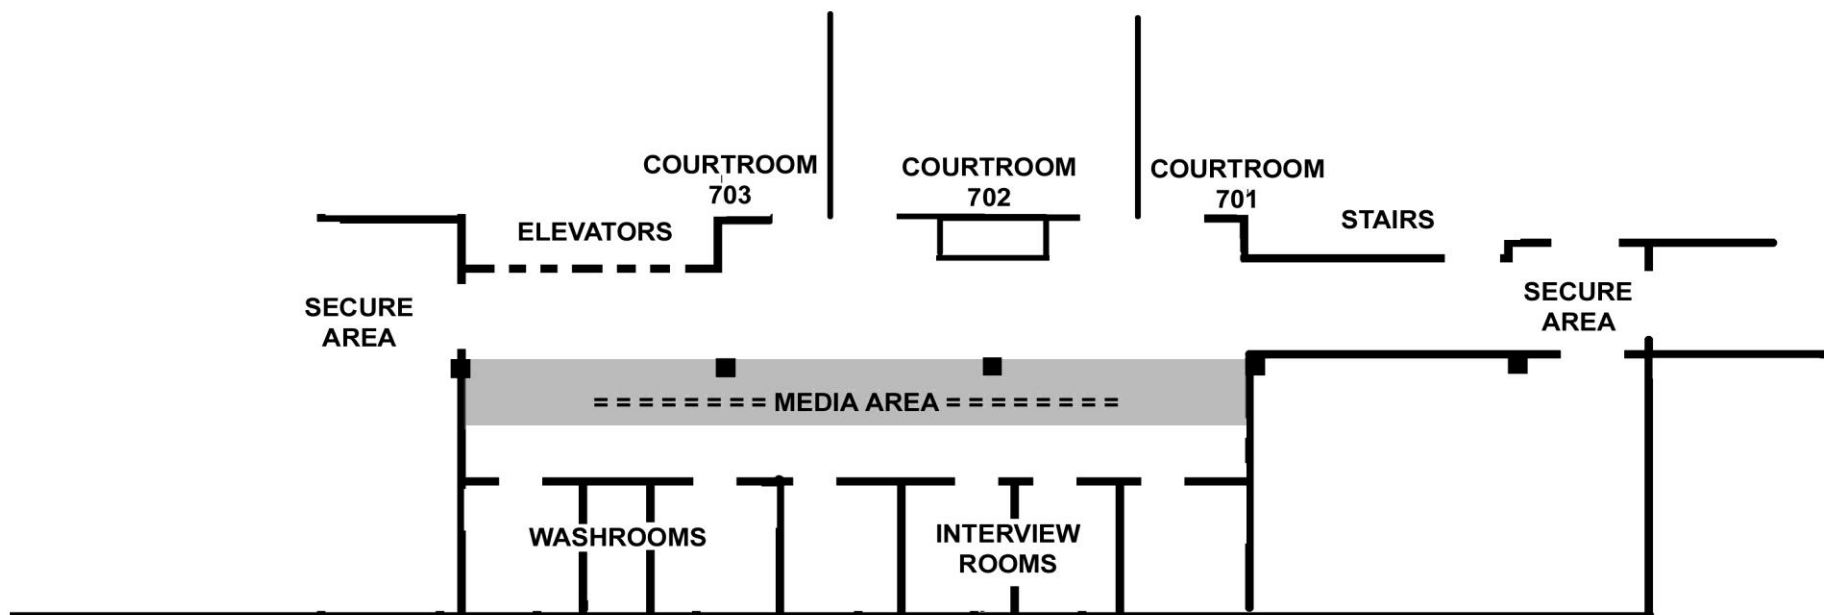 COURTROOM
703
COURTROOM
702
COURTROOM
701
ELEVATORS
STAIRS
SECURE
AREA
SECURE
AREA
= = = = = = = = MEDIA AREA = = = = = = = =
WASHROOMS
INTERVIEW
ROOMS